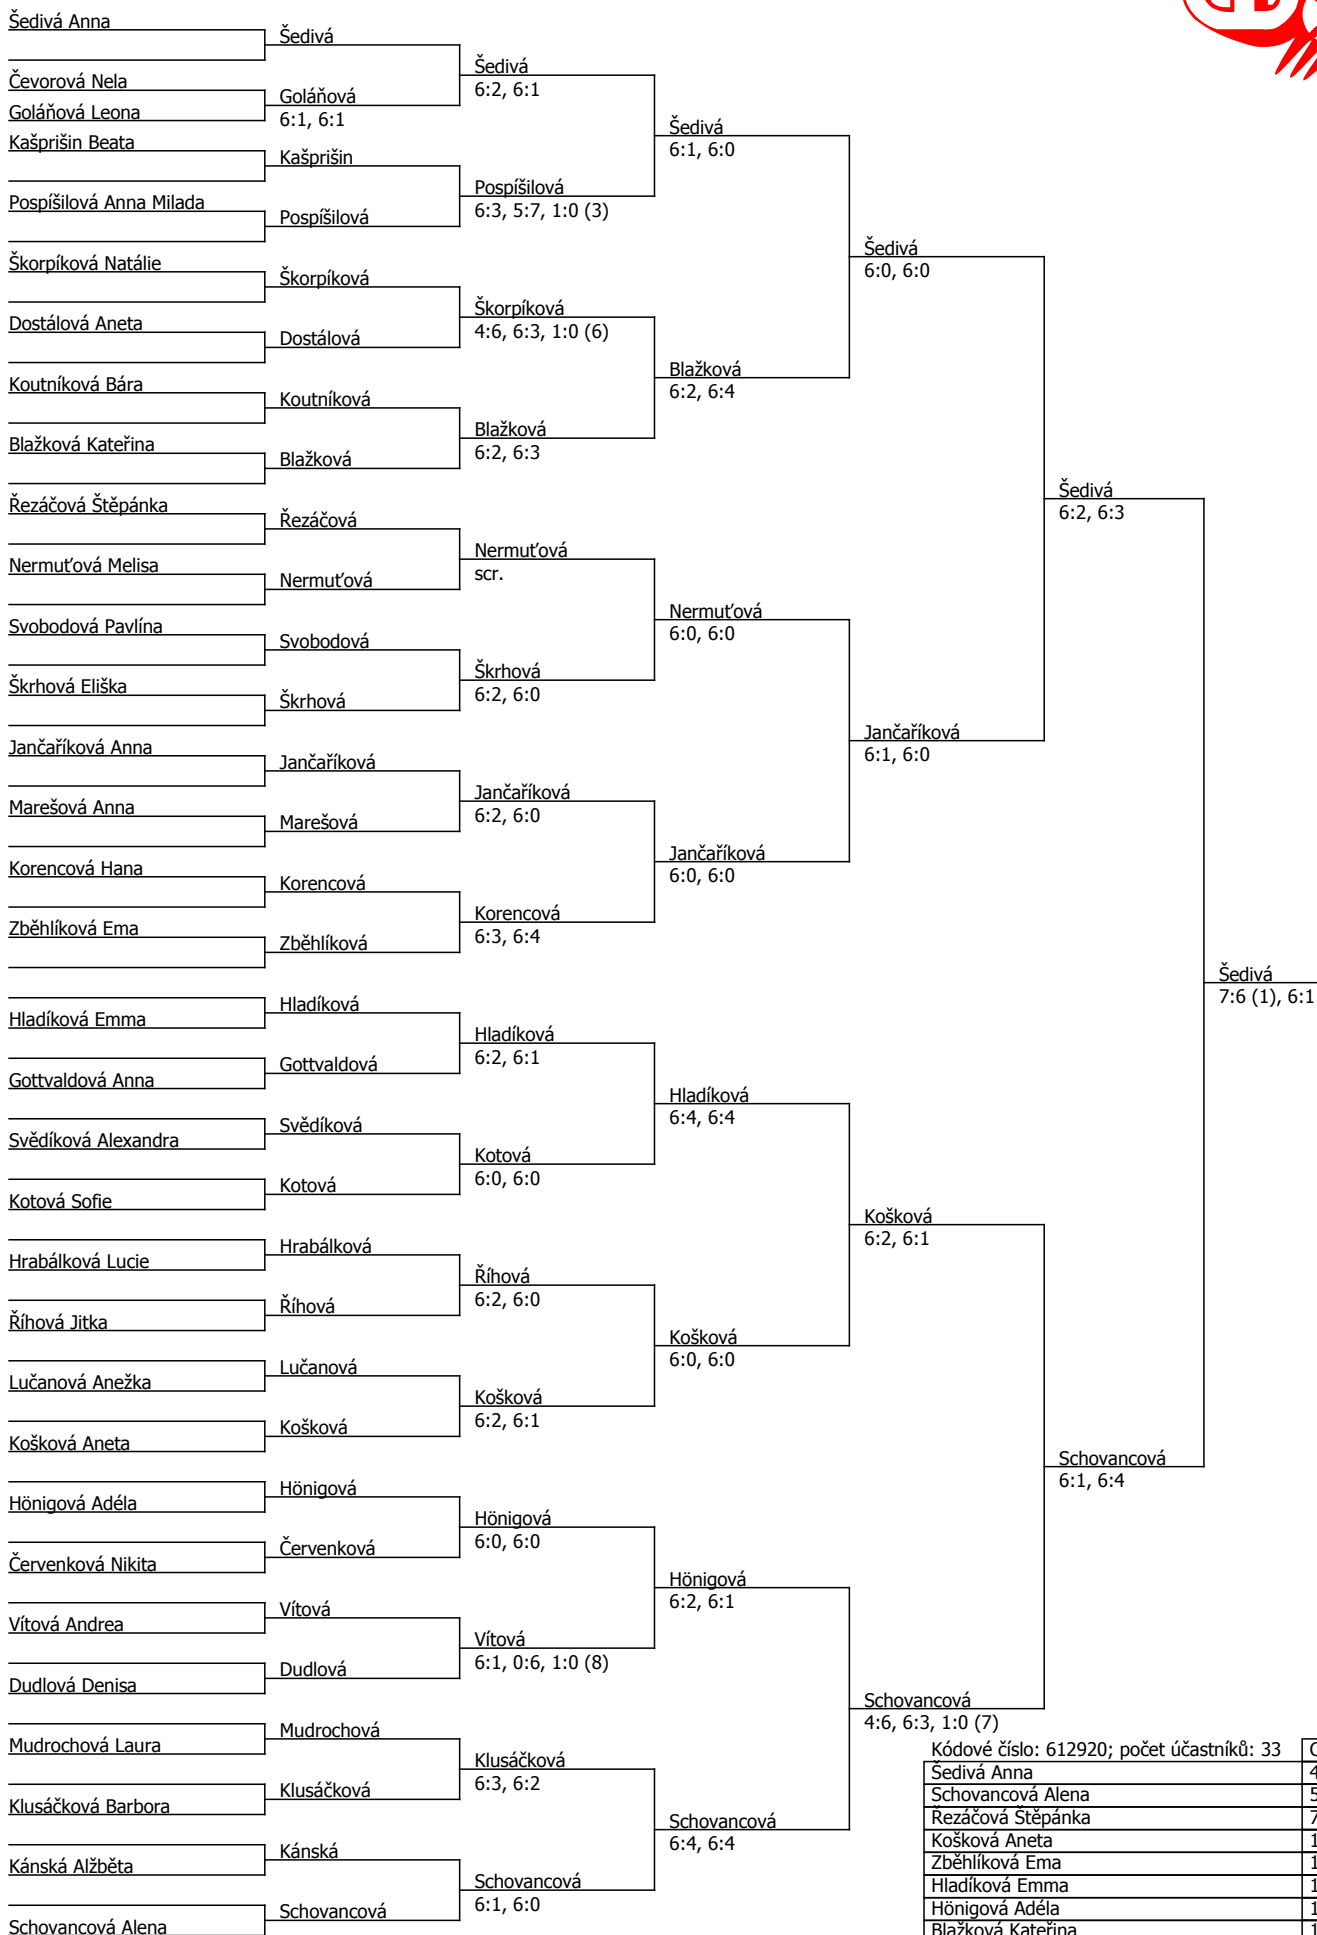 Šedivá Anna
Čevorová Nela
Goláňová Leona
Kašprišin Beata
Pospíšilová Anna Milada
Škorpíková Natálie
Dostálová Aneta
Koutníková Bára
Blažková Kateřina
Řezáčová Štěpánka
Nermuťová Melisa
Svobodová Pavlína
Škrhová Eliška
Jančaříková Anna
Marešová Anna
Korencová Hana
Zběhlíková Ema
Hladíková Emma
Gottvaldová Anna
Svědíková Alexandra
Kotová Sofie
Hrabálková Lucie
Říhová Jitka
Lučanová Anežka
Košková Aneta
Hönigová Adéla
Červenková Nikita
Vítová Andrea
Dudlová Denisa
Mudrochová Laura
Klusáčková Barbora
Kánská Alžběta
Schovancová Alena
Šedivá
Goláňová
6:1, 6:1
Kašprišin
Pospíšilová
Škorpíková
Dostálová
Koutníková
Blažková
Řezáčová
Nermuťová
Svobodová
Škrhová
Jančaříková
Marešová
Korencová
Zběhlíková
Hladíková
Gottvaldová
Svědíková
Kotová
Hrabálková
Říhová
Lučanová
Košková
Hönigová
Červenková
Vítová
Dudlová
Mudrochová
Klusáčková
Kánská
Schovancová
Šedivá
6:2, 6:1
Pospíšilová
6:3, 5:7, 1:0 (3)
Škorpíková
4:6, 6:3, 1:0 (6)
Blažková
6:2, 6:3
Nermuťová
scr.
Škrhová
6:2, 6:0
Jančaříková
6:2, 6:0
Korencová
6:3, 6:4
Hladíková
6:2, 6:1
Kotová
6:0, 6:0
Říhová
6:2, 6:0
Košková
6:2, 6:1
Hönigová
6:0, 6:0
Vítová
6:1, 0:6, 1:0 (8)
Klusáčková
6:3, 6:2
Schovancová
6:1, 6:0
Šedivá
6:1, 6:0
Blažková
6:2, 6:4
Nermuťová
6:0, 6:0
Jančaříková
6:0, 6:0
Hladíková
6:4, 6:4
Košková
6:0, 6:0
Hönigová
6:2, 6:1
Schovancová
6:4, 6:4
Šedivá
6:0, 6:0
Jančaříková
6:1, 6:0
Košková
6:2, 6:1
Schovancová
4:6, 6:3, 1:0 (7)
Šedivá
6:2, 6:3
Schovancová
6:1, 6:4
Šedivá
7:6 (1), 6:1
Kódové číslo: 612920; počet účastníků: 33
Šedivá Anna 4
Schovancová Alena 5
Řezáčová Štěpánka 7
Košková Aneta 1
Zběhlíková Ema 1
Hladíková Emma 1
Hönigová Adéla 1
Blažková Kateřina 1